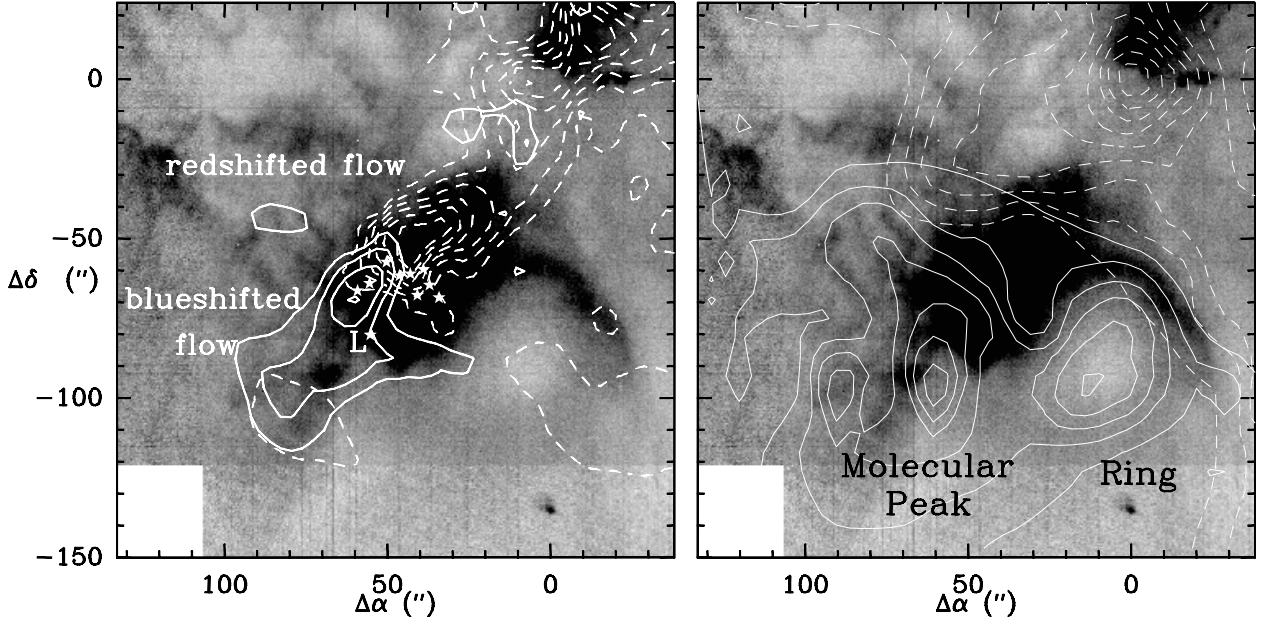 0
−50
−100
−150
Δδ (″)
100
50
0
Δα (″)
redshifted flow
blueshifted
flow
L
100
50
0
Δα (″)
Molecular
Peak
Ring